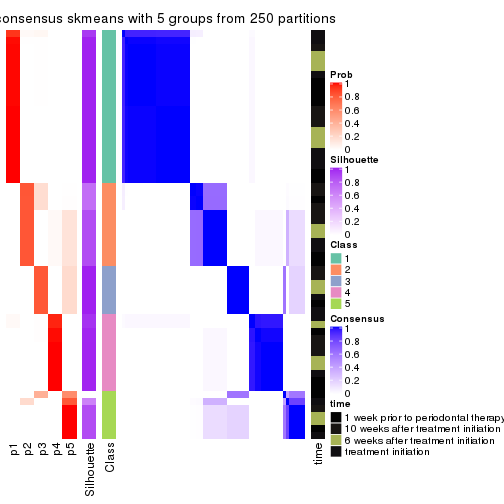 consensus skmeans with 5 groups from 250 partitions
Prob
1
0.8
0.6
0.4
0.2
0
Silhouette
1
0.8
0.6
0.4
0.2
0
Class
1
2
3
4
5
Consensus
1
0.8
0.6
0.4
0.2
0
time
1 week prior to periodontal therapy
10 weeks after treatment initiation
6 weeks after treatment initiation
treatment initiation
p1
p2
p3
p4
p5
Silhouette
Class
time